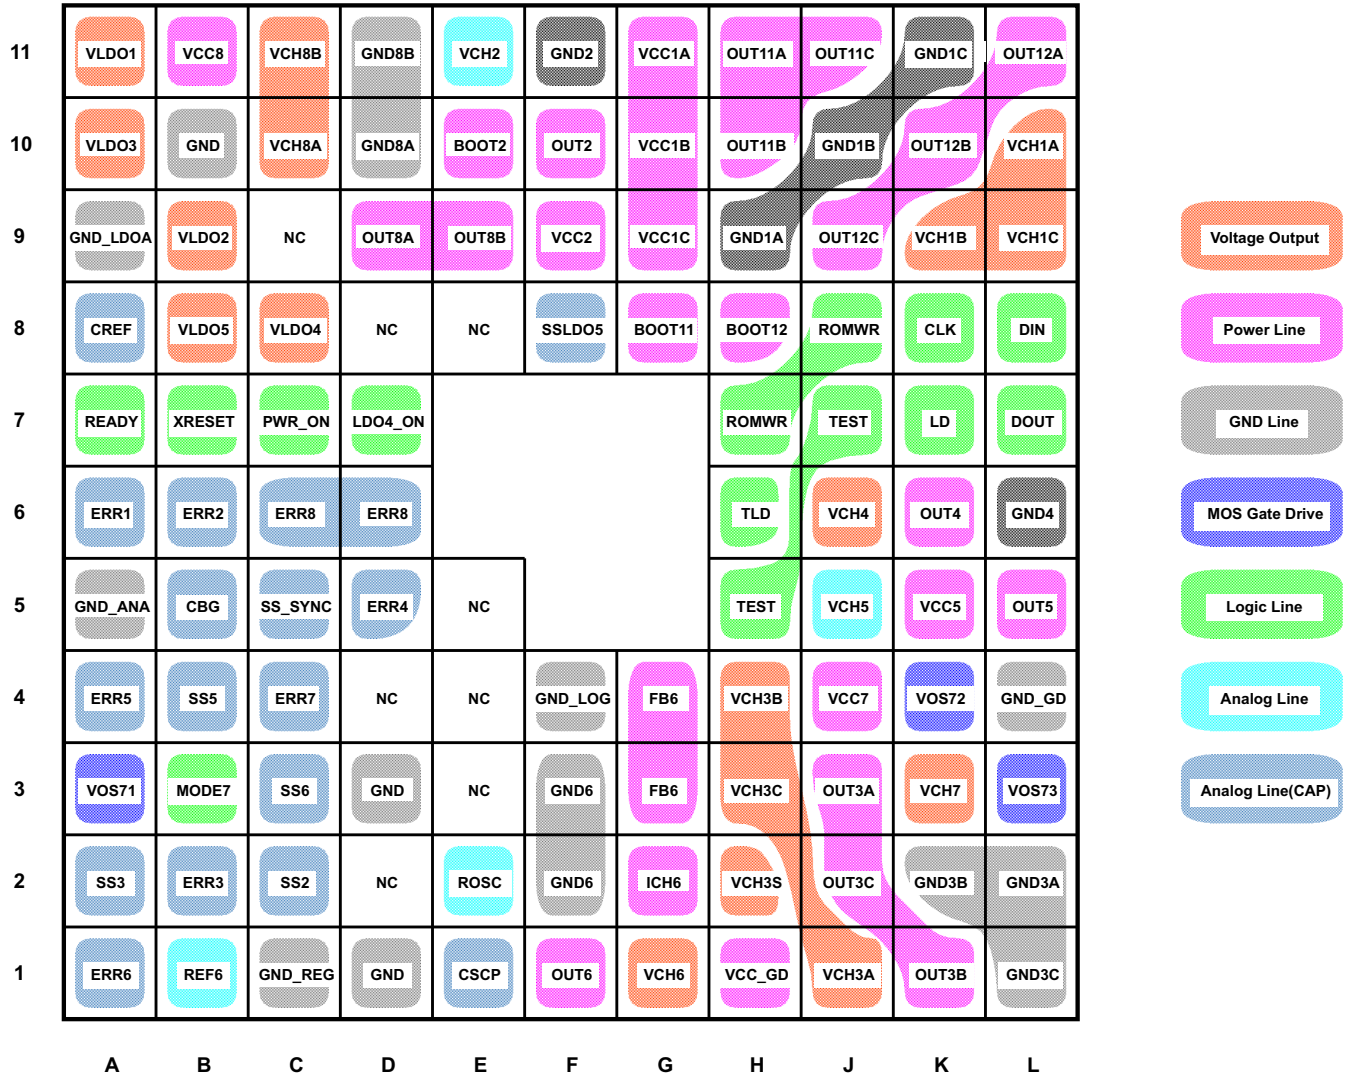 11 VLDO1 VCC8 VCH8B GND8B VCH2 GND2 VCC1A OUT11A OUT11C GND1C OUT12A
10 VLDO3 GND VCH8A GND8A BOOT2 OUT2 VCC1B OUT11B GND1B OUT12B VCH1A
9 GND_LDOA VLDO2 NC OUT8A OUT8B VCC2 VCC1C GND1A OUT12C VCH1B VCH1C
Voltage Output
8 CREF VLDO5 VLDO4 NC NC SSLDO5 BOOT11 BOOT12 ROMWR CLK DIN
Power Line
7 READY XRESET PWR_ON LDO4_ON ROMWR TEST LD DOUT
GND Line
6 ERR1 ERR2 ERR8 ERR8 TLD VCH4 OUT4 GND4
MOS Gate Drive
5 GND_ANA CBG SS_SYNC ERR4 NC TEST VCH5 VCC5 OUT5
Logic Line
4 ERR5 SS5 ERR7 NC NC GND_LOG FB6 VCH3B VCC7 VOS72 GND_GD
Analog Line
3 VOS71 MODE7 SS6 GND NC GND6 FB6 VCH3C OUT3A VCH7 VOS73
Analog Line(CAP)
2 SS3 ERR3 SS2 NC ROSC GND6 ICH6 VCH3S OUT3C GND3B GND3A
1 ERR6 REF6 GND_REG GND CSCP OUT6 VCH6 VCC_GD VCH3A OUT3B GND3C
A B C D E F G H J K L